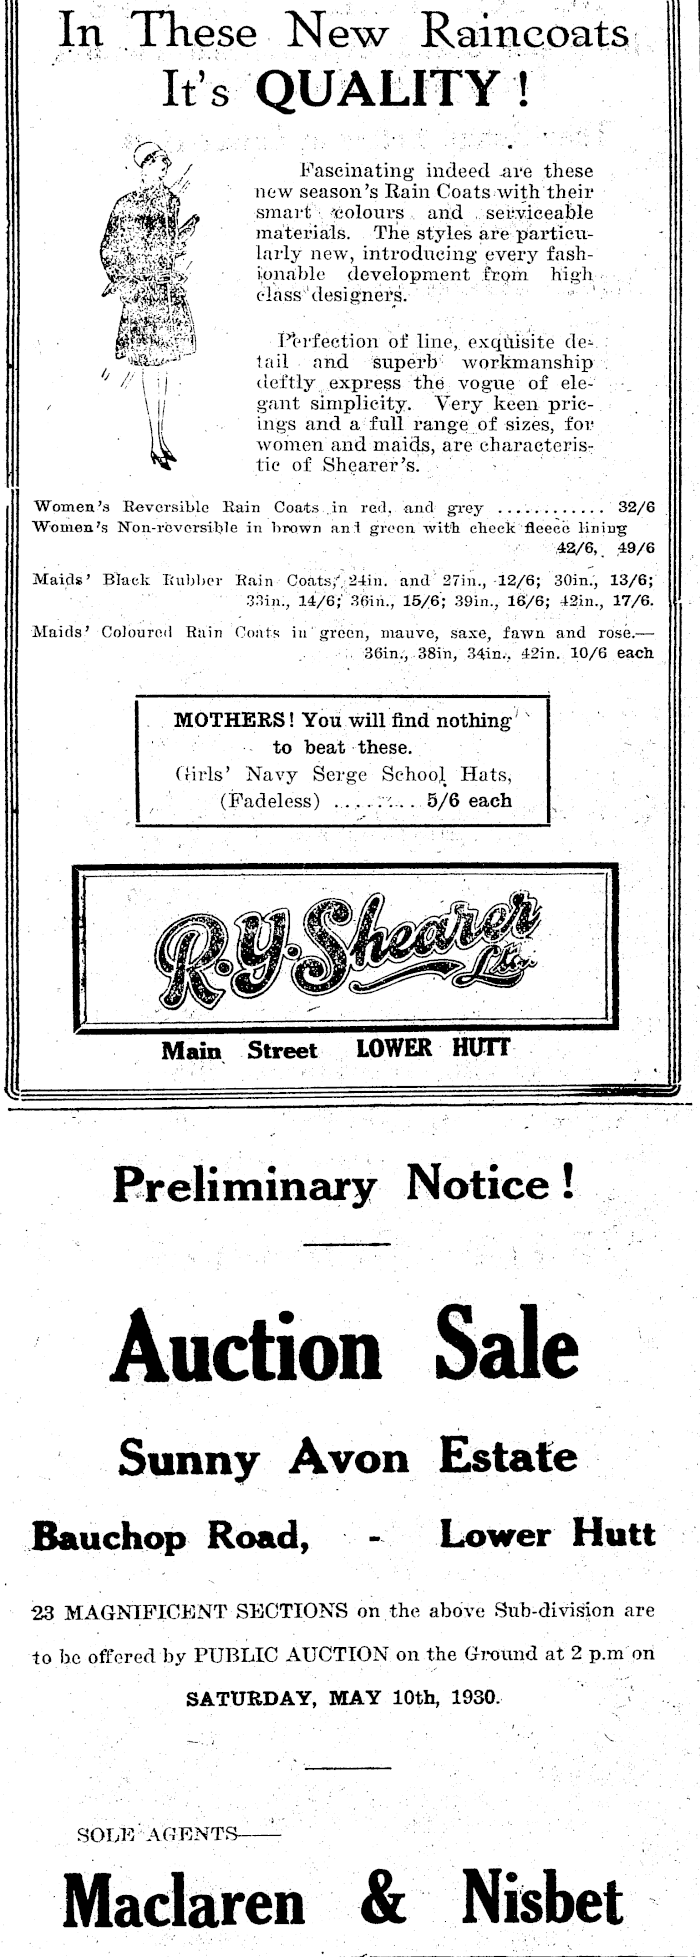 In These New Raincoats
It's QUALITY!
Fascinating indeed are these
new season's Rain Coats with their
smart colours and serviceable
materials. The styles are particu-
larly new, introducing every fash-
ionable development from high
class designers.
Perfection of line, exquisite de-
tail and superb workmanship
deftly express the vogue of ele-
gant simplicity. Very keen pric-
ings and a full range of sizes, for
women and maids, are characteris-
tic of Shearer's.
Women's Reversible Rain Coats in red, and grey ............ 32/6
Women's Non-reversible in brown and green with check fleece lining
42/6, 49/6
Maids' Black Rubber Rain Coats, 24in. and 27in., 12/6; 30in., 13/6;
33in., 14/6; 36in., 15/6; 39in., 16/6; 42in., 17/6.
Maids' Coloured Rain Coats in green, mauve, saxe, fawn and rose.—
36in., 38in, 34in., 42in. 10/6 each
MOTHERS! You will find nothing
to beat these.
Girls' Navy Serge School Hats,
(Fadeless) ......... 5/6 each
R.Y. Shearer
Ltd.
Main Street LOWER HUTT
Preliminary Notice!
Auction Sale
Sunny Avon Estate
Bauchop Road, - Lower Hutt
23 MAGNIFICENT SECTIONS on the above Sub-division are
to be offered by PUBLIC AUCTION on the Ground at 2 p.m on
SATURDAY, MAY 10th, 1930.
SOLE AGENTS——
Maclaren & Nisbet